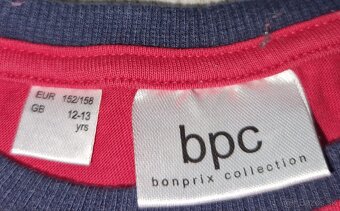 EUR 152/158
GB 12-13
yrs
bpc
bonprix collection